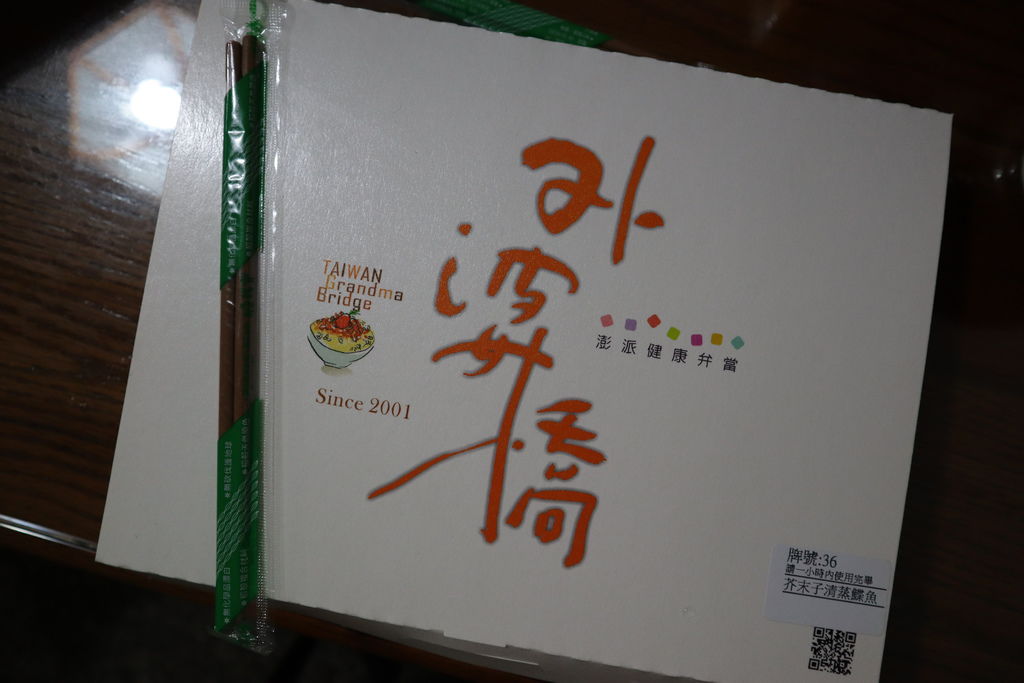 外婆橋
TAIWAN
Grandma
Bridge
Since 2001
澎派健康弁當
牌號:36
請一小時內使用完畢
芥末子清蒸鰈魚